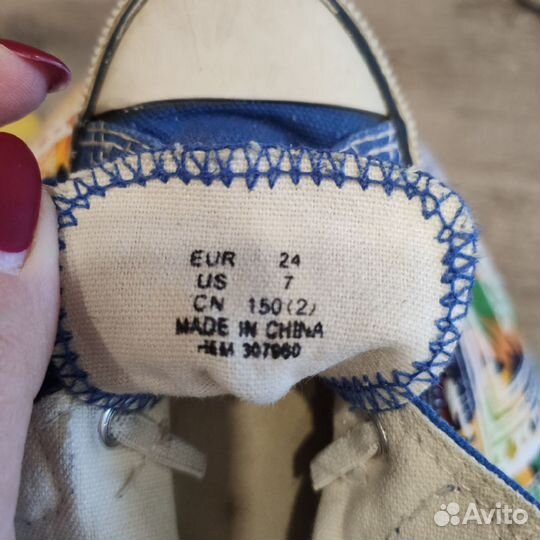 EUR 24
US 7
CN 150(2)
MADE IN CHINA
H&M 307960
Avito